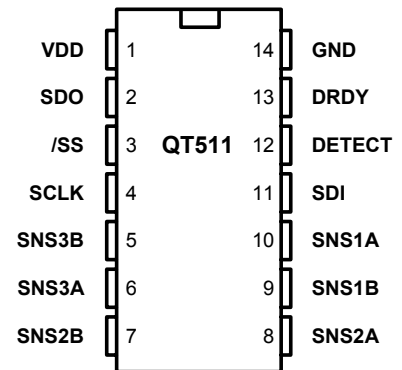 VDD 1 14 GND
SDO 2 13 DRDY
/SS 3 QT511 12 DETECT
SCLK 4 11 SDI
SNS3B 5 10 SNS1A
SNS3A 6 9 SNS1B
SNS2B 7 8 SNS2A